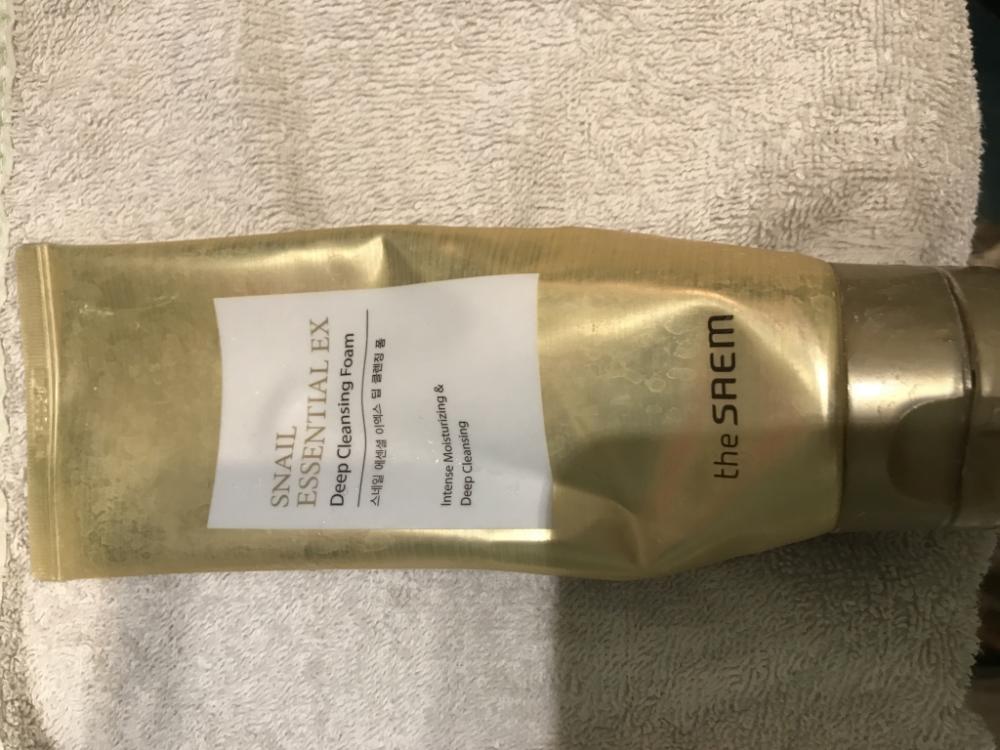 SNAIL
ESSENTIAL EX
Deep Cleansing Foam
스네일 에센셜 이엑스 딥 클렌징 폼
Intense Moisturizing &
Deep Cleansing
the SAEM